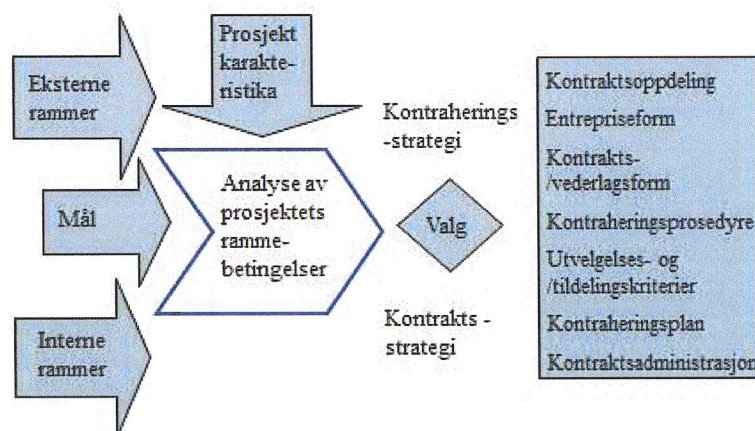 Eksterne
rammer
Prosjekt
karakte-
ristika
Mål
Interne
rammer
Analyse av
prosjektets
ramme-
betingelser
Kontraherings
-strategi
Valg
Kontrakts -
strategi
Kontraktsoppdeling
Entrepriseform
Kontrakts-
/vederlagsform
Kontraheringsprosedyre
Utvelgelses- og
/tildelingskriterier
Kontraheringsplan
Kontraktsadministrasjon